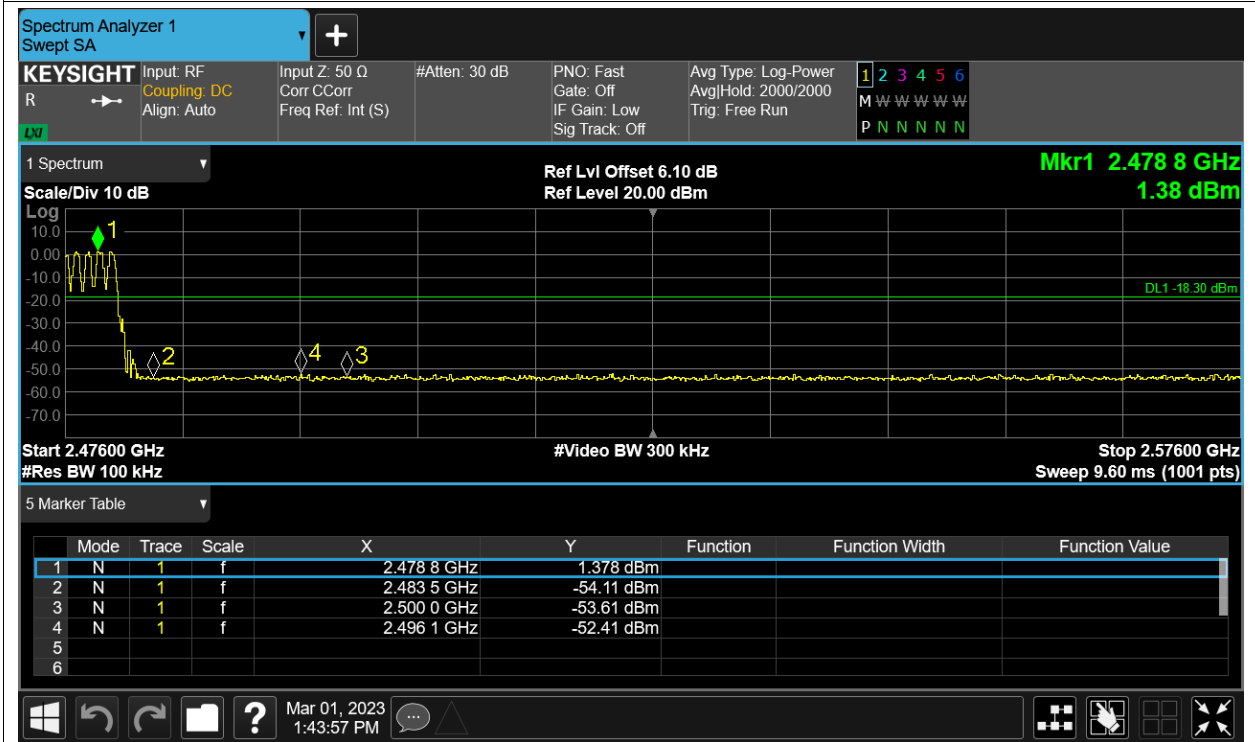 Spectrum Analyzer 1
Swept SA
+
KEYSIGHT Input: RF Input Z: 50 Ω #Atten: 30 dB PNO: Fast Avg Type: Log-Power 1 2 3 4 5 6
R Coupling: DC Corr CCorr Gate: Off Avg|Hold: 2000/2000 M W W W W W
Align: Auto Freq Ref: Int (S) IF Gain: Low Trig: Free Run
LXI Sig Track: Off P N N N N N
1 Spectrum Ref Lvl Offset 6.10 dB Mkr1 2.478 8 GHz
Scale/Div 10 dB Ref Level 20.00 dBm 1.38 dBm
Log
10.0 1
0.00
-10.0
DL1 -18.30 dBm
-20.0
-30.0
-40.0
2 4 3
-50.0
-60.0
-70.0
Start 2.47600 GHz #Video BW 300 kHz Stop 2.57600 GHz
#Res BW 100 kHz Sweep 9.60 ms (1001 pts)
5 Marker Table
Mode Trace Scale X Y Function Function Width Function Value
1 N 1 f 2.478 8 GHz 1.378 dBm
2 N 1 f 2.483 5 GHz -54.11 dBm
3 N 1 f 2.500 0 GHz -53.61 dBm
4 N 1 f 2.496 1 GHz -52.41 dBm
5
6
? Mar 01, 2023
1:43:57 PM